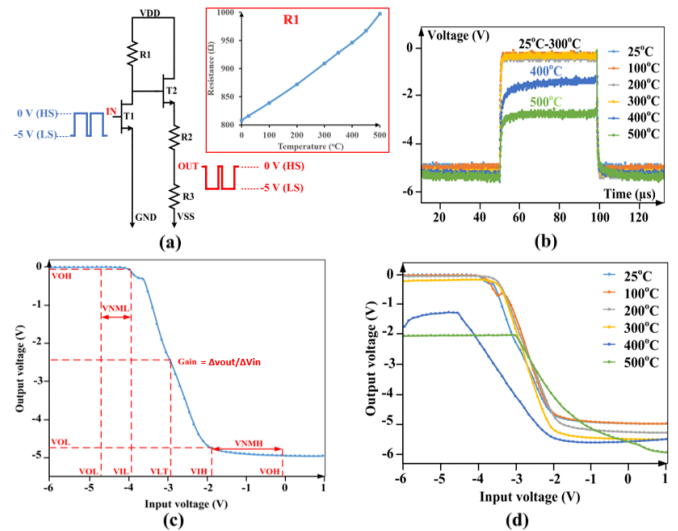 VDD
R1
T2
0 V (HS)
-5 V (LS)
IN
T1
R2
OUT
0 V (HS)
-5 V (LS)
R3
GND
VSS
(a)
R1
Resistance (Ω)
1000
950
900
850
800
0
100
200
300
400
500
Temperature (°C)
Voltage (V)
25°C-300°C
400°C
500°C
0
-2
-4
-6
20
40
60
80
100
120
Time (µs)
25°C
100°C
200°C
300°C
400°C
500°C
(b)
Output voltage (V)
0
-1
-2
-3
-4
-5
VOH
VNML
Gain = Δvout/ΔVin
VOL
VNMH
VOL
VIL
VLT
VIH
VOH
-6
-5
-4
-3
-2
-1
0
1
Input voltage (V)
(c)
Output voltage (V)
0
-1
-2
-3
-4
-5
-6
25°C
100°C
200°C
300°C
400°C
500°C
-6
-5
-4
-3
-2
-1
0
1
Input voltage (V)
(d)